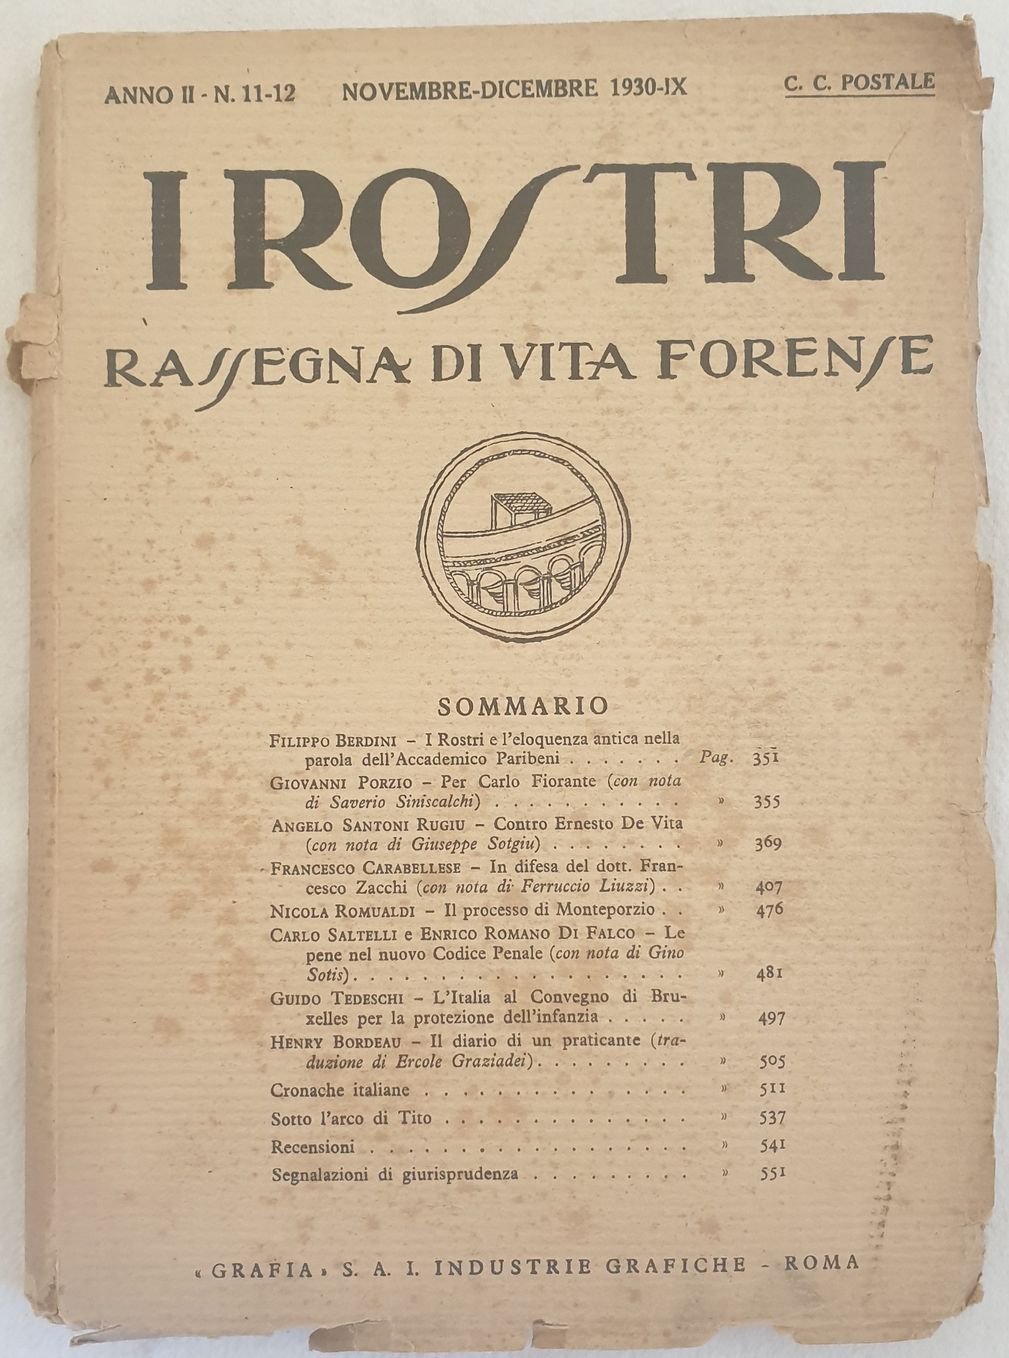 ANNO II - N. 11-12 NOVEMBRE-DICEMBRE 1930-IX C. C. POSTALE
I ROSTRI
RASSEGNA DI VITA FORENSE
SOMMARIO
FILIPPO BERDINI – I Rostri e l'eloquenza antica nella
parola dell'Accademico Paribeni . . . . . . . Pag. 351
GIOVANNI PORZIO – Per Carlo Fiorante (con nota
di Saverio Siniscalchi) . . . . . . . . . . . » 355
ANGELO SANTONI RUGIU – Contro Ernesto De Vita
(con nota di Giuseppe Sotgiu) . . . . . . . . » 369
FRANCESCO CARABELLESE – In difesa del dott. Fran-
cesco Zacchi (con nota di Ferruccio Liuzzi) . . » 407
NICOLA ROMUALDI – Il processo di Monteporzio . . » 476
CARLO SALTELLI e ENRICO ROMANO DI FALCO – Le
pene nel nuovo Codice Penale (con nota di Gino
Sotis) . . . . . . . . . . . . . . . . . . . » 481
GUIDO TEDESCHI – L'Italia al Convegno di Bru-
xelles per la protezione dell'infanzia . . . . . » 497
HENRY BORDEAU – Il diario di un praticante (tra-
duzione di Ercole Graziadei) . . . . . . . . . » 505
Cronache italiane . . . . . . . . . . . . . . . » 511
Sotto l'arco di Tito . . . . . . . . . . . . . . » 537
Recensioni . . . . . . . . . . . . . . . . . . » 541
Segnalazioni di giurisprudenza . . . . . . . . . » 551
« GRAFIA » S. A. I. INDUSTRIE GRAFICHE - ROMA